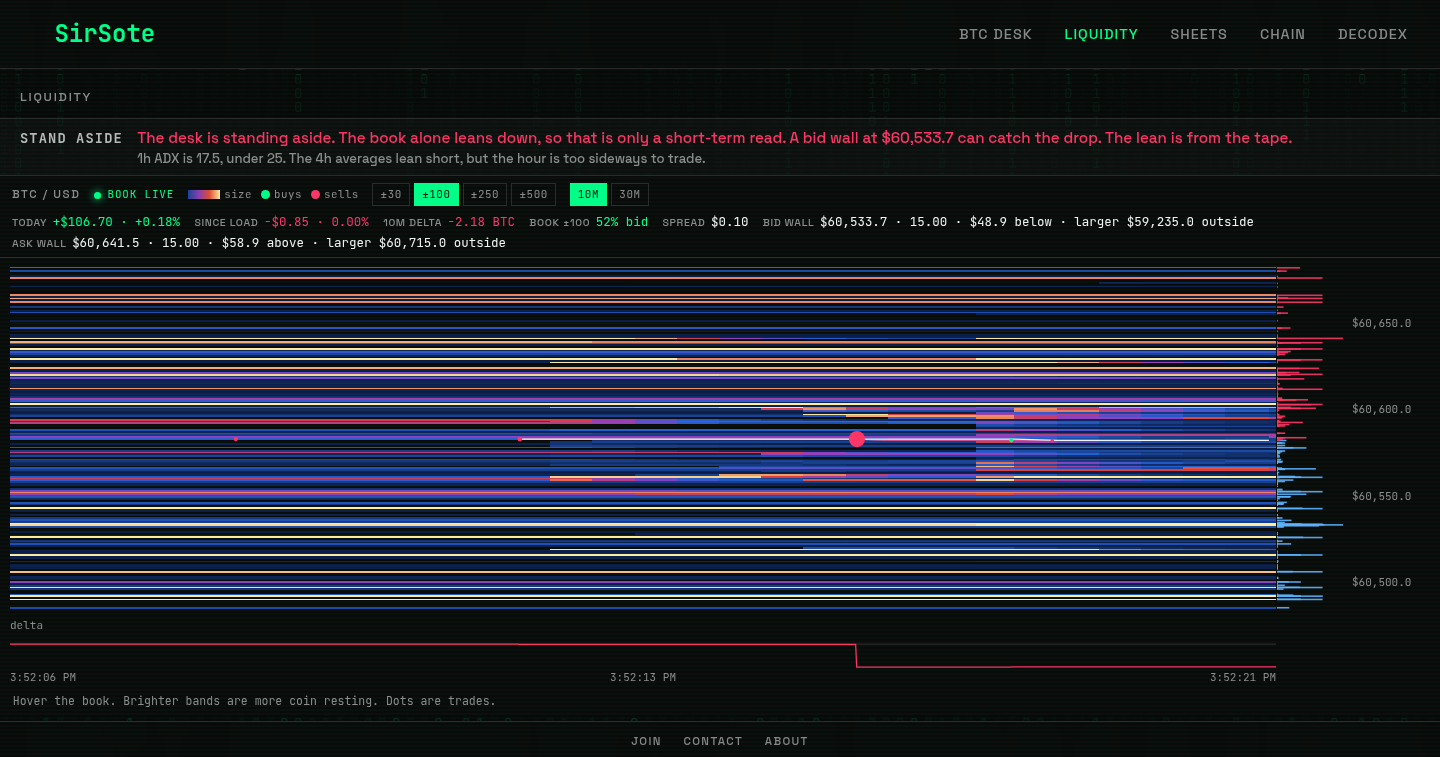 SirSote
BTC DESK LIQUIDITY SHEETS CHAIN DECODEX
LIQUIDITY
STAND ASIDE The desk is standing aside. The book alone leans down, so that is only a short-term read. A bid wall at $60,533.7 can catch the drop. The lean is from the tape.
1h ADX is 17.5, under 25. The 4h averages lean short, but the hour is too sideways to trade.
BTC / USD BOOK LIVE size buys sells ±30 ±100 ±250 ±500 10M 30M
TODAY +$106.70 · +0.18% SINCE LOAD -$0.85 · 0.00% 10M DELTA -2.18 BTC BOOK ±100 52% bid SPREAD $0.10 BID WALL $60,533.7 · 15.00 · $48.9 below · larger $59,235.0 outside
ASK WALL $60,641.5 · 15.00 · $58.9 above · larger $60,715.0 outside
$60,650.0
$60,600.0
$60,550.0
$60,500.0
delta
3:52:06 PM 3:52:13 PM 3:52:21 PM
Hover the book. Brighter bands are more coin resting. Dots are trades.
JOIN CONTACT ABOUT